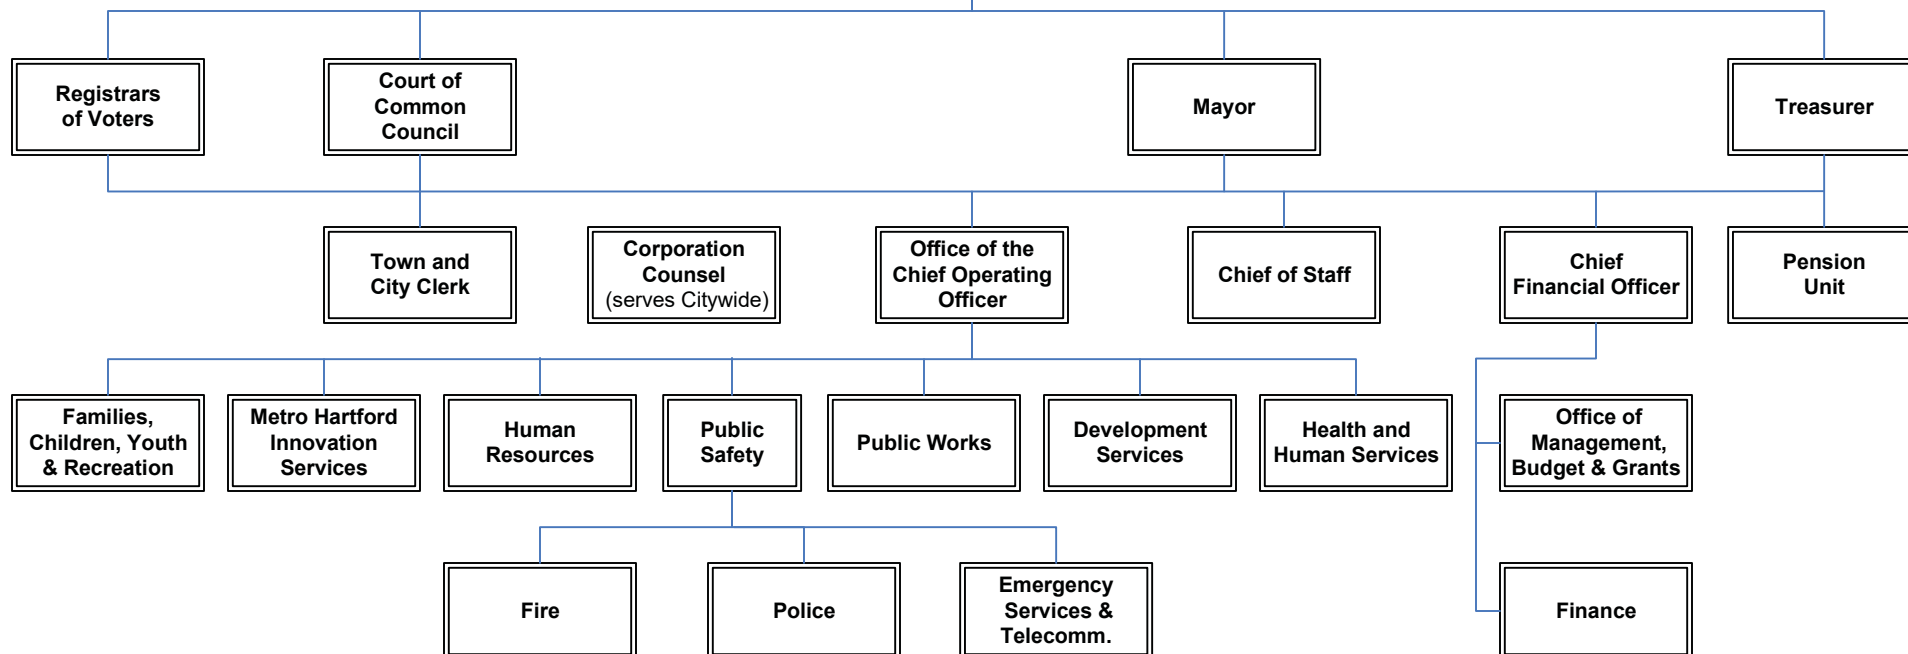 Registrars
of Voters
Court of
Common
Council
Mayor
Treasurer
Town and
City Clerk
Corporation
Counsel
(serves Citywide)
Office of the
Chief Operating
Officer
Chief of Staff
Chief
Financial Officer
Pension
Unit
Families,
Children, Youth
& Recreation
Metro Hartford
Innovation
Services
Human
Resources
Public
Safety
Public Works
Development
Services
Health and
Human Services
Office of
Management,
Budget & Grants
Fire
Police
Emergency
Services &
Telecomm.
Finance